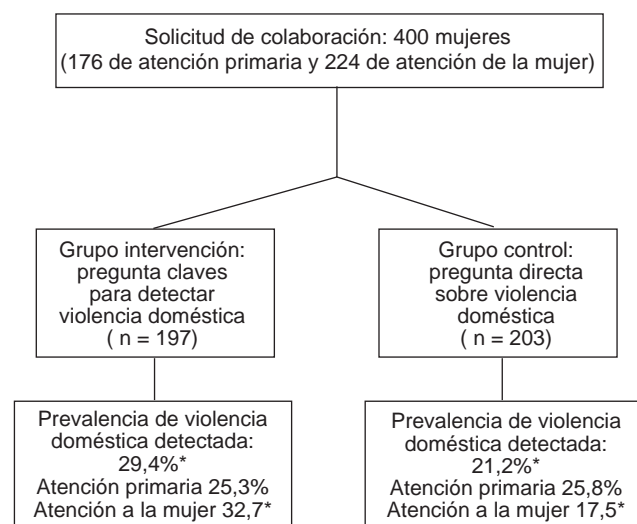 Solicitud de colaboración: 400 mujeres
(176 de atención primaria y 224 de atención de la mujer)
Grupo intervención:
pregunta claves
para detectar
violencia doméstica
( n = 197)
Grupo control:
pregunta directa
sobre violencia
doméstica
( n = 203)
Prevalencia de violencia
doméstica detectada:
29,4%*
Atención primaria 25,3%
Atención a la mujer 32,7*
Prevalencia de violencia
doméstica detectada:
21,2%*
Atención primaria 25,8%
Atención a la mujer 17,5*